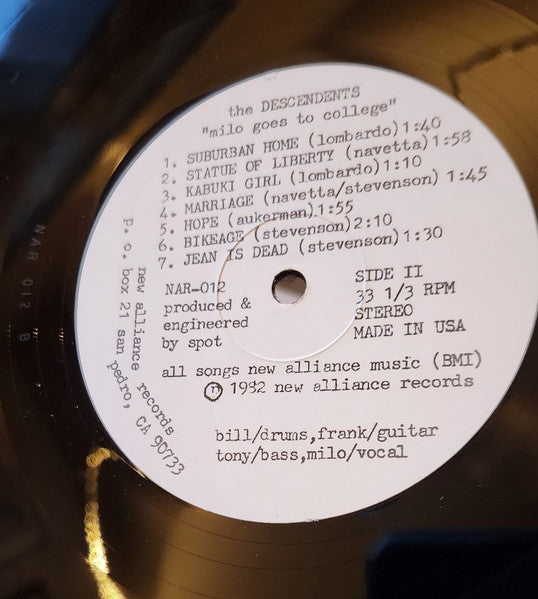 the DESCENDENTS
"milo goes to college"
1. SUBURBAN HOME (lombardo)1:40
2. STATUE OF LIBERTY (navetta)1:58
3. KABUKI GIRL (lombardo)1:10
4. MARRIAGE (navetta/stevenson) 1:45
5. HOPE (aukerman)1:55
6. BIKEAGE (stevenson)2:10
7. JEAN IS DEAD (stevenson)1:30
NAR-012
produced &
engineered
by spot
SIDE II
33 1/3 RPM
STEREO
MADE IN USA
all songs new alliance music (BMI)
℗ 1982 new alliance records
bill/drums,frank/guitar
tony/bass,milo/vocal
new alliance records
p. o. box 21 san pedro, CA 90733
NAR 012 B